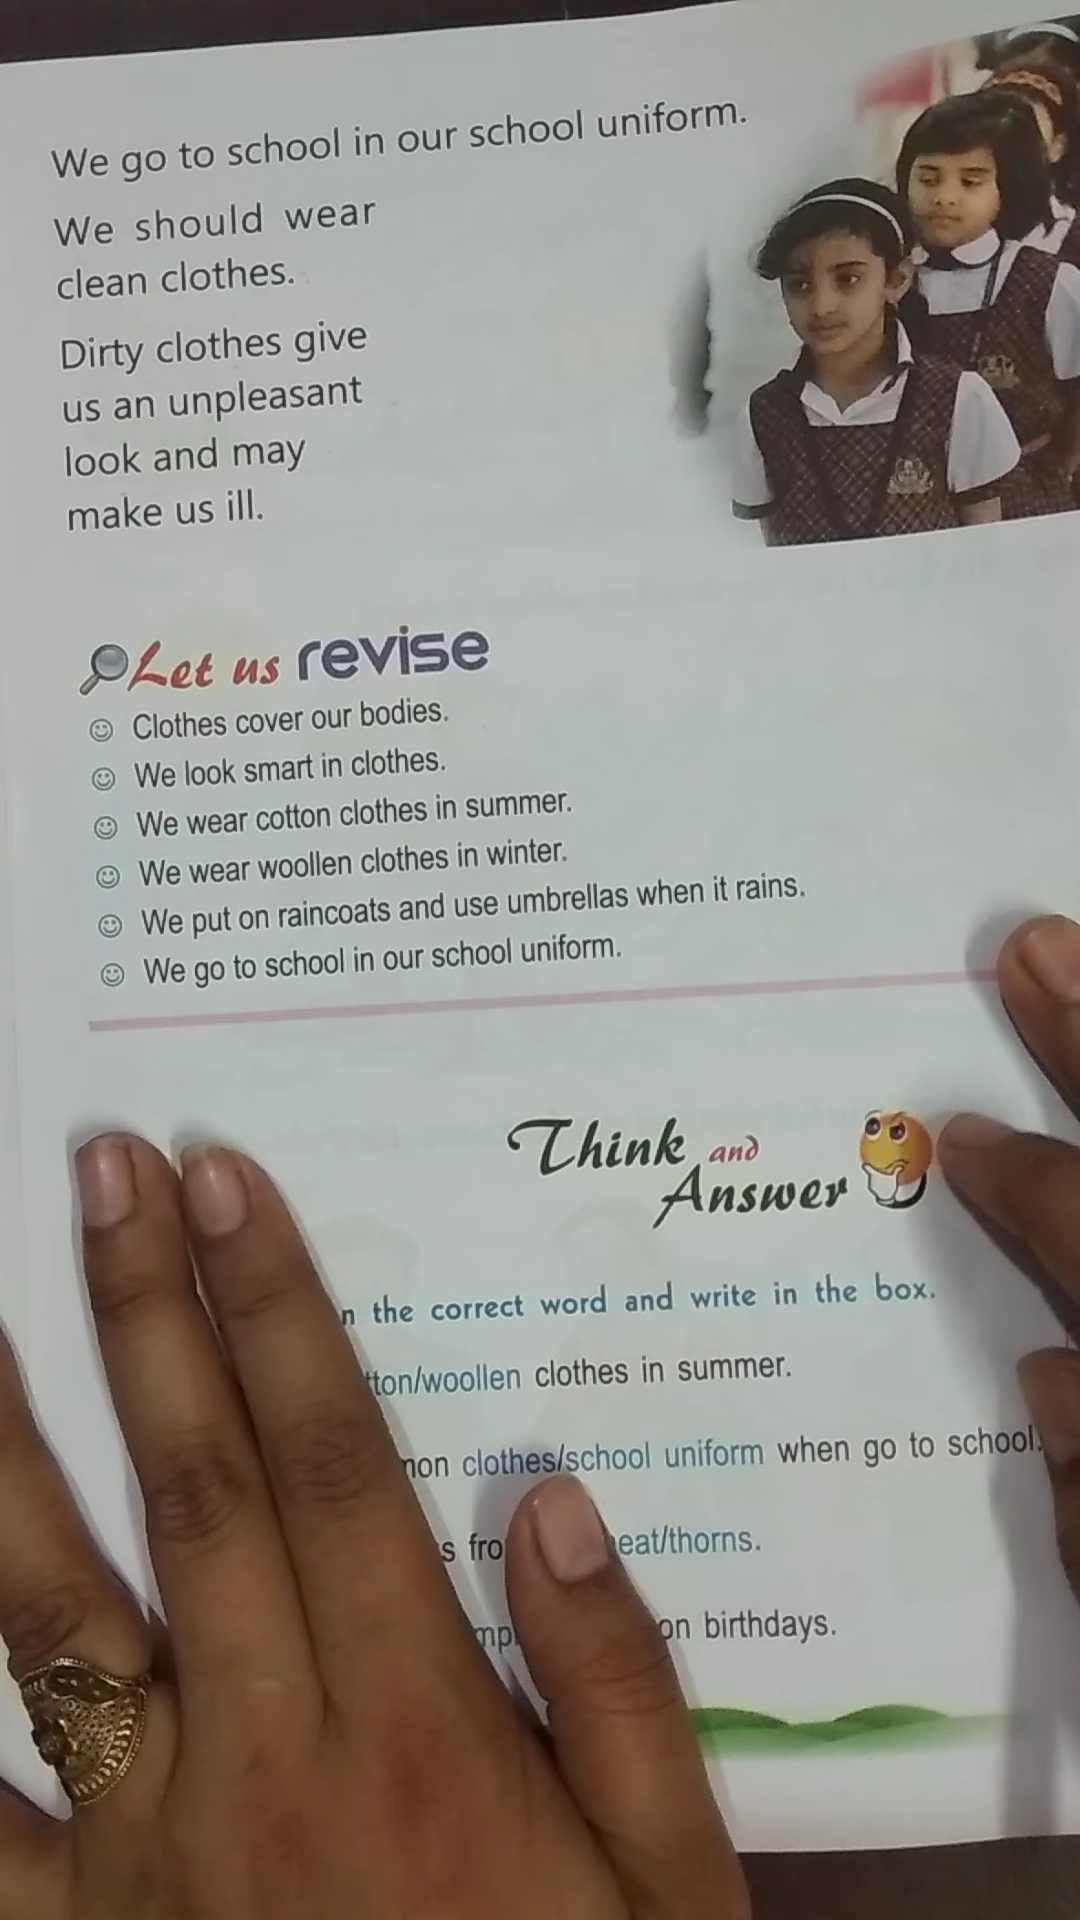 We go to school in our school uniform.
We should wear
clean clothes.
Dirty clothes give
us an unpleasant
look and may
make us ill.
Let us revise
Clothes cover our bodies.
We look smart in clothes.
We wear cotton clothes in summer.
We wear woollen clothes in winter.
We put on raincoats and use umbrellas when it rains.
We go to school in our school uniform.
Think and
Answer
the correct word and write in the box.
tton/woollen clothes in summer.
clothes/school uniform when go to school.
eat/thorns.
on birthdays.